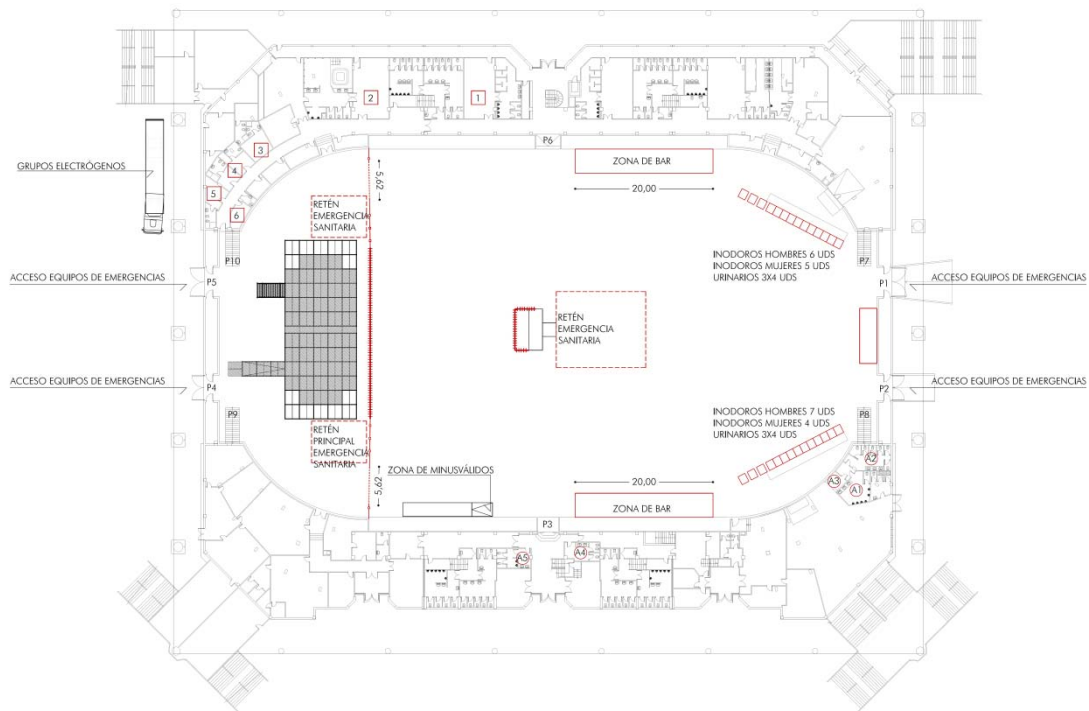 2
1
P6
ZONA DE BAR
20,00
5,62
3
4
5
6
GRUPOS ELECTRÓGENOS
RETÉN
EMERGENCIA
SANITARIA
INODOROS HOMBRES 6 UDS
INODOROS MUJERES 5 UDS
URINARIOS 3X4 UDS
P10
P7
ACCESO EQUIPOS DE EMERGENCIAS
P5
P1
ACCESO EQUIPOS DE EMERGENCIAS
RETÉN
EMERGENCIA
SANITARIA
ACCESO EQUIPOS DE EMERGENCIAS
P4
P2
ACCESO EQUIPOS DE EMERGENCIAS
P9
P8
INODOROS HOMBRES 7 UDS
INODOROS MUJERES 4 UDS
URINARIOS 3X4 UDS
RETÉN
PRINCIPAL
EMERGENCIA
SANITARIA
ZONA DE MINUSVÁLIDOS
5,62
20,00
ZONA DE BAR
P3
A2
A3
A1
A5
A4